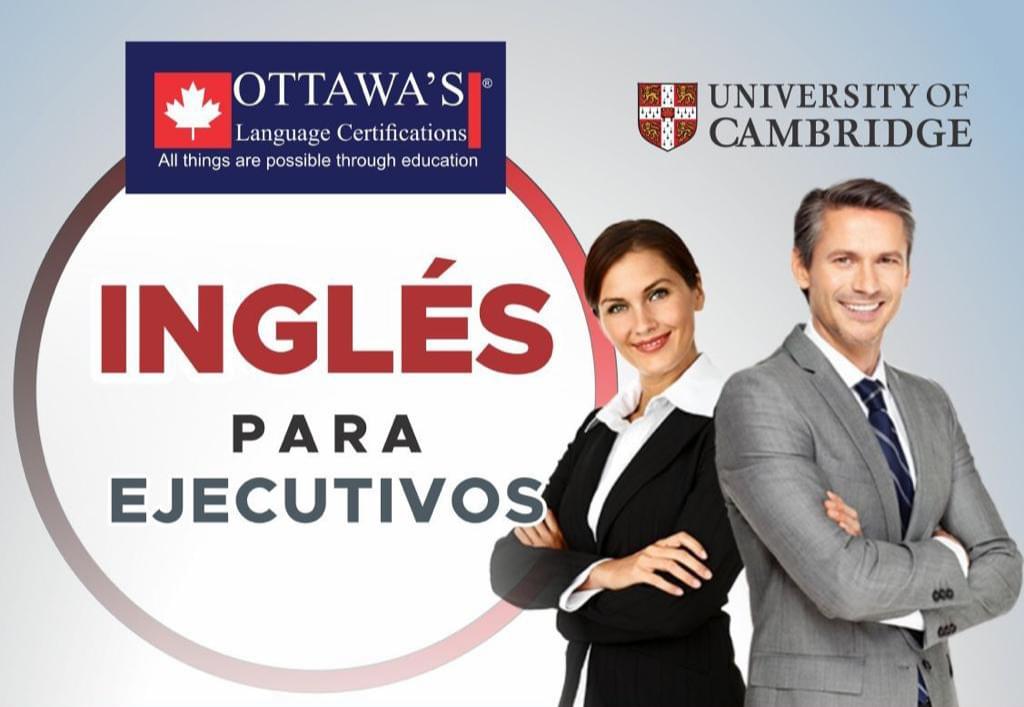 OTTAWA'S ®
Language Certifications
All things are possible through education
UNIVERSITY OF
CAMBRIDGE
INGLÉS
PARA
EJECUTIVOS